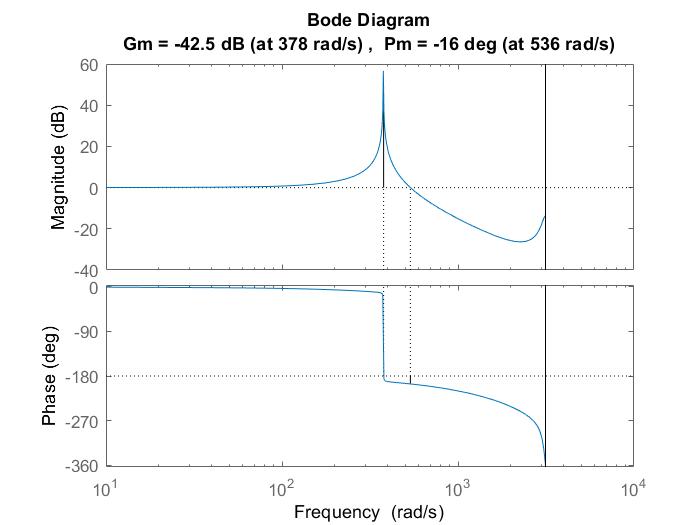 Bode Diagram
Gm = -42.5 dB (at 378 rad/s) , Pm = -16 deg (at 536 rad/s)
60
40
20
0
-20
-40
Magnitude (dB)
0
-90
-180
-270
-360
Phase (deg)
10^1 10^2 10^3 10^4
Frequency (rad/s)